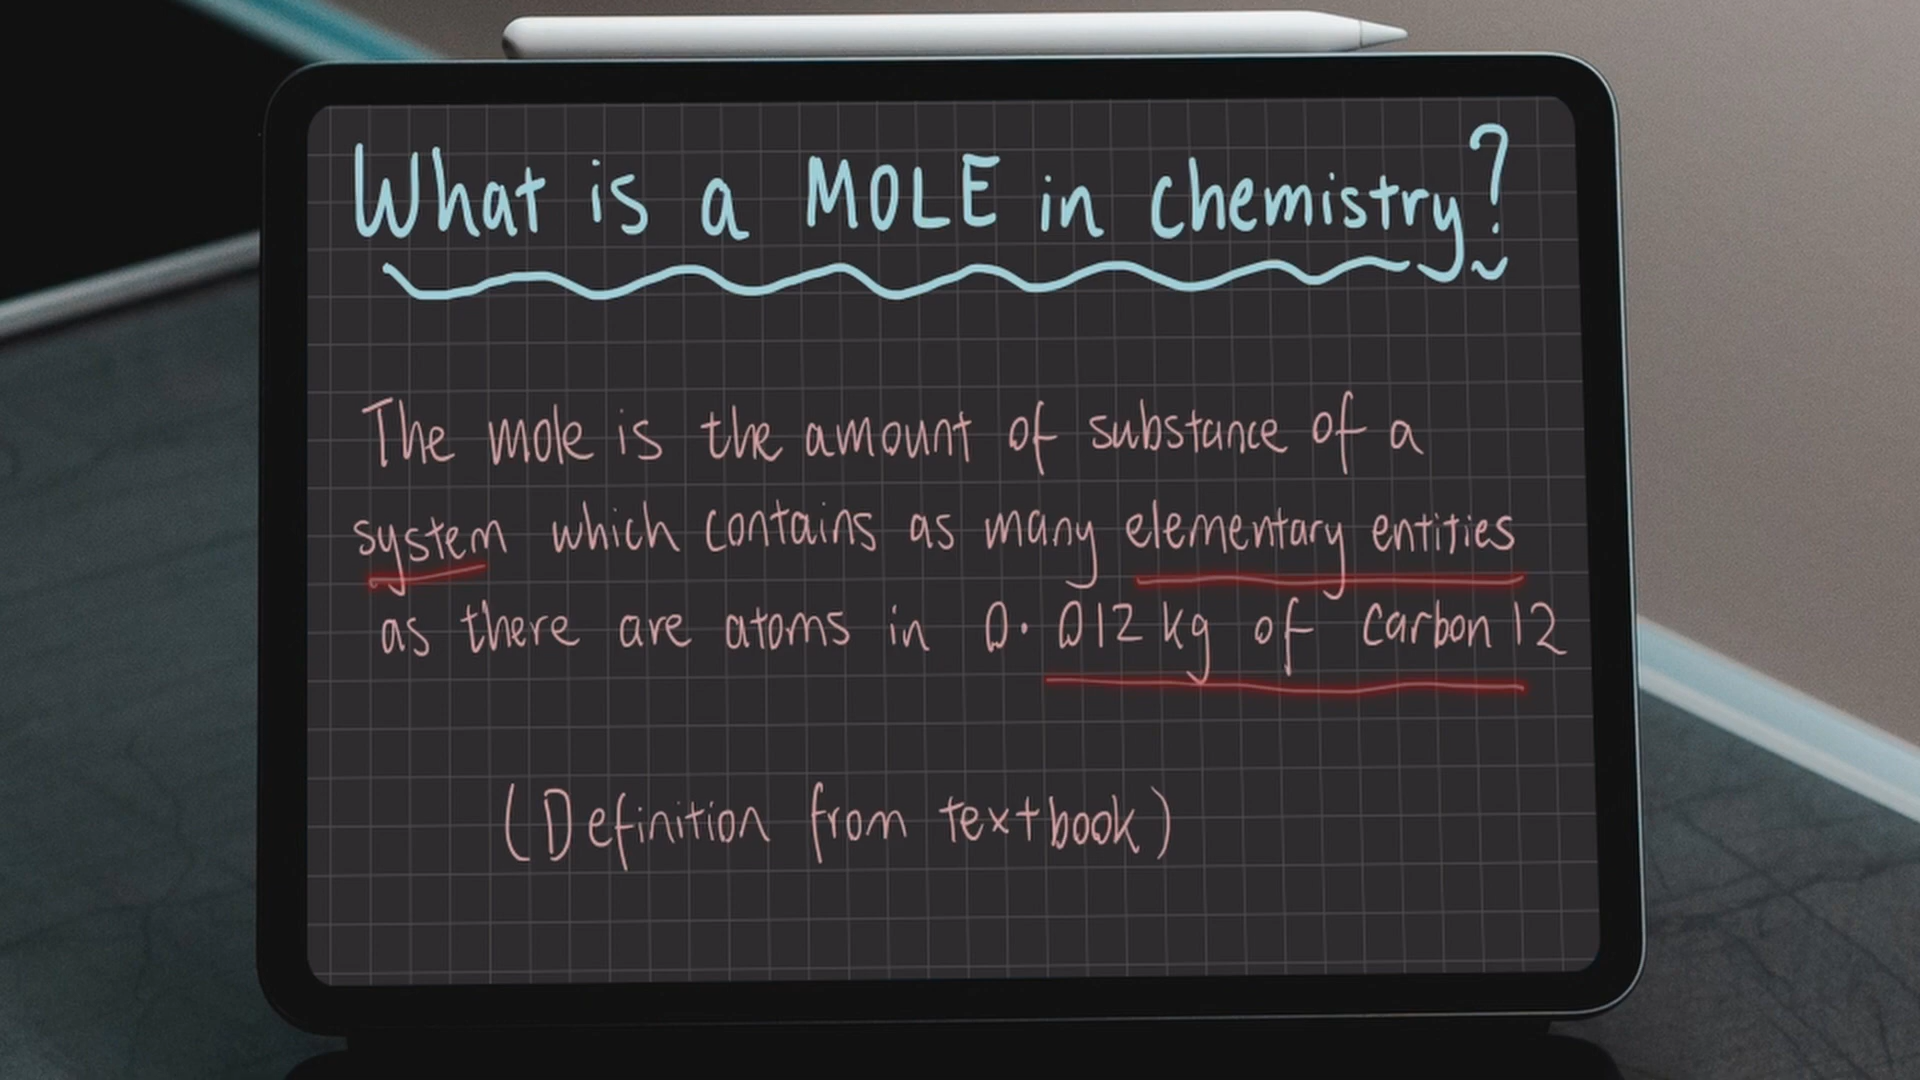 What is a MOLE in chemistry?
The mole is the amount of substance of a
system which contains as many elementary entities
as there are atoms in 0.012 kg of carbon 12
(Definition from textbook)